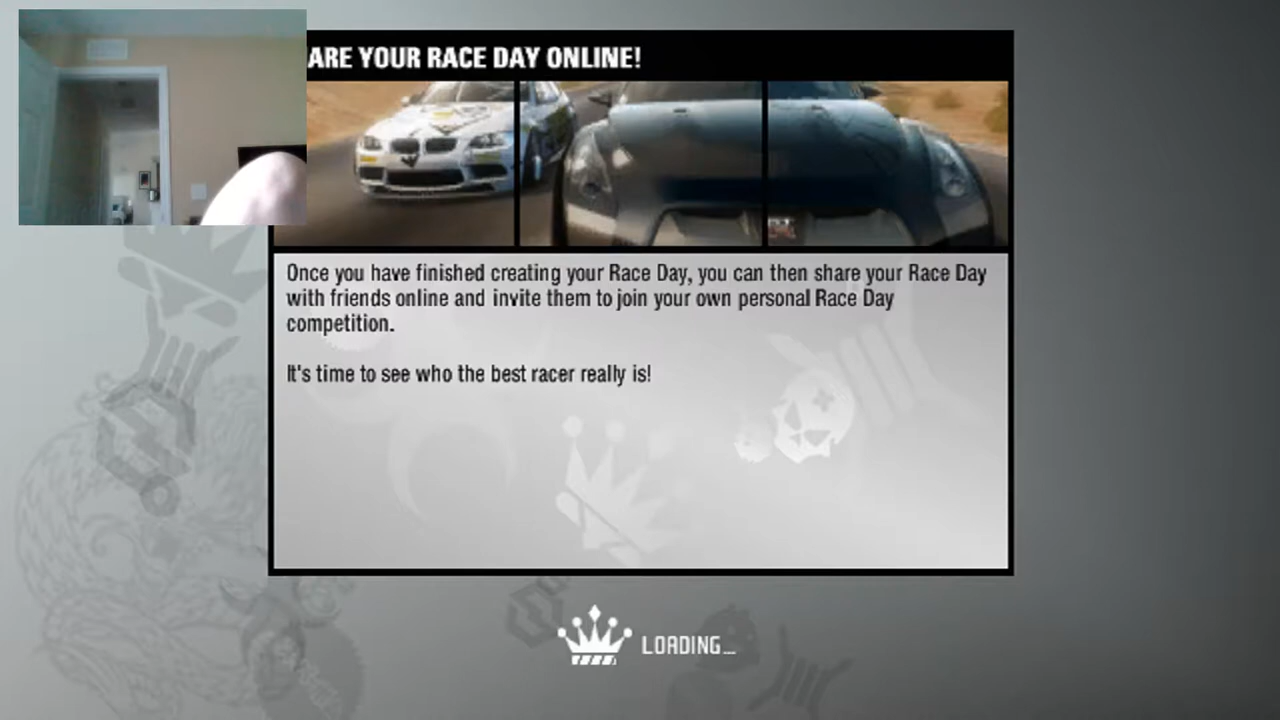 ARE YOUR RACE DAY ONLINE!
Once you have finished creating your Race Day, you can then share your Race Day
with friends online and invite them to join your own personal Race Day
competition.
It's time to see who the best racer really is!
LOADING_